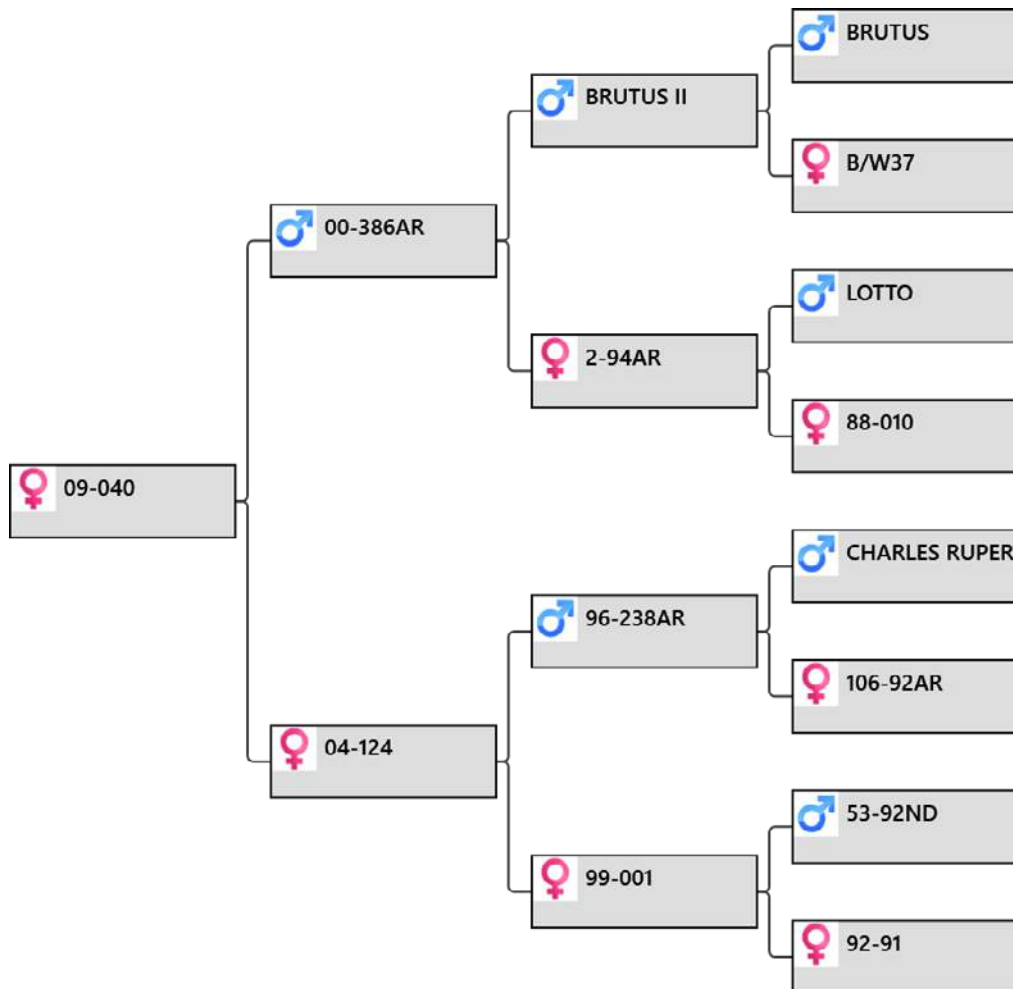 BRUTUS
BRUTUS II
B/W37
00-386AR
LOTTO
2-94AR
88-010
09-040
CHARLES RUPER
96-238AR
106-92AR
04-124
53-92ND
99-001
92-91